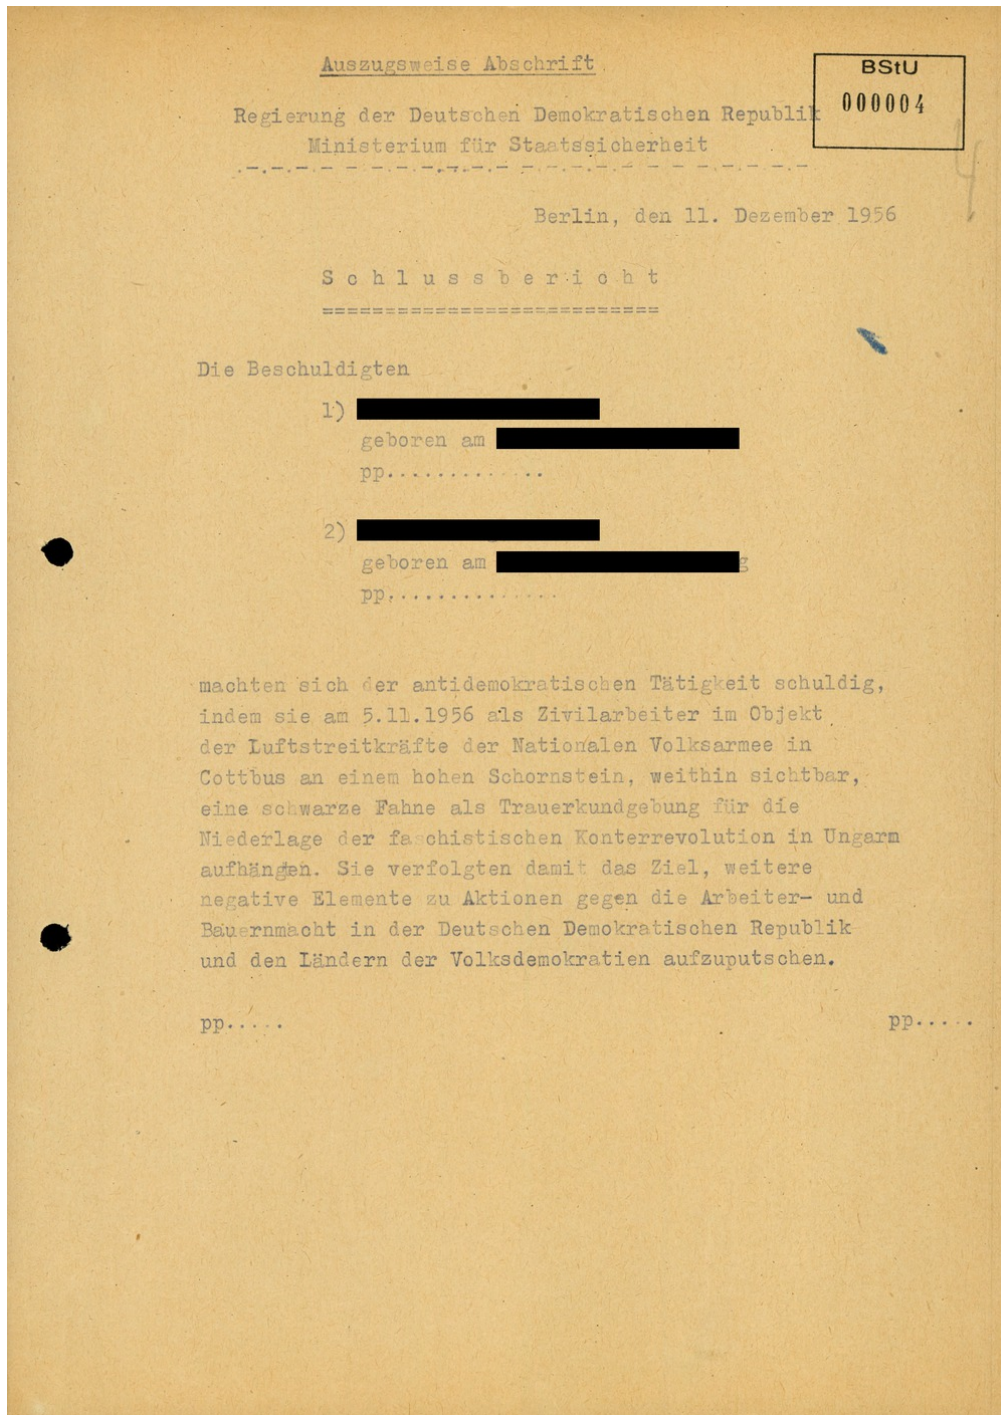 Auszugsweise Abschrift
BStU
000004
Regierung der Deutschen Demokratischen Republik
Ministerium für Staatssicherheit
4
Berlin, den 11. Dezember 1956
Schlussbericht
===========================
Die Beschuldigten
1)
geboren am
pp.............
2)
geboren am
pp..............
machten sich der antidemokratischen Tätigkeit schuldig,
indem sie am 5.11.1956 als Zivilarbeiter im Objekt
der Luftstreitkräfte der Nationalen Volksarmee in
Cottbus an einem hohen Schornstein, weithin sichtbar,
eine schwarze Fahne als Trauerkundgebung für die
Niederlage der faschistischen Konterrevolution in Ungarn
aufhängen. Sie verfolgten damit das Ziel, weitere
negative Elemente zu Aktionen gegen die Arbeiter- und
Bauernmacht in der Deutschen Demokratischen Republik
und den Ländern der Volksdemokratien aufzuputschen.
pp..... pp.....